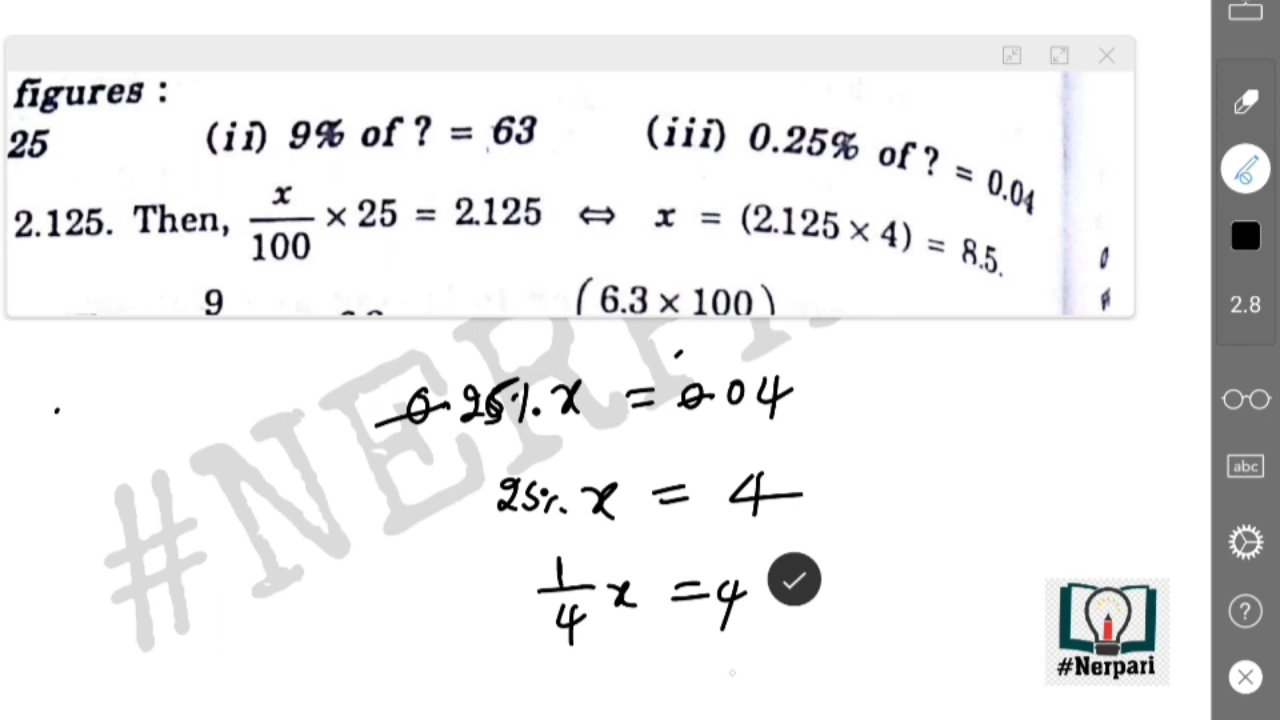 figures :
25 (ii) 9% of ? = 63 (iii) 0.25% of ? = 0.04
2.125. Then, x/100 × 25 = 2.125 ⇔ x = (2.125 × 4) = 8.5.
9 (6.3 × 100)
0.25% x = 0.04
25% x = 4
1/4 x = 4
#NERPA
#Nerpari
2.8
abc
?